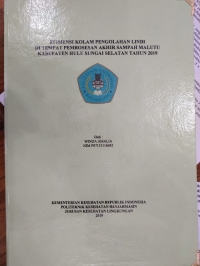 EFISIENSI KOLAM PENGOLAHAN LINDI
DI TEMPAT PEMROSESAN AKHIR SAMPAH MALUTU
KABUPATEN HULU SUNGAI SELATAN TAHUN 2019
Oleh
KEMENTERIAN KESEHATAN REPUBLIK INDONESIA
POLITEKNIK KESEHATAN BANJARMASIN
JURUSAN KESEHATAN LINGKUNGAN
2019